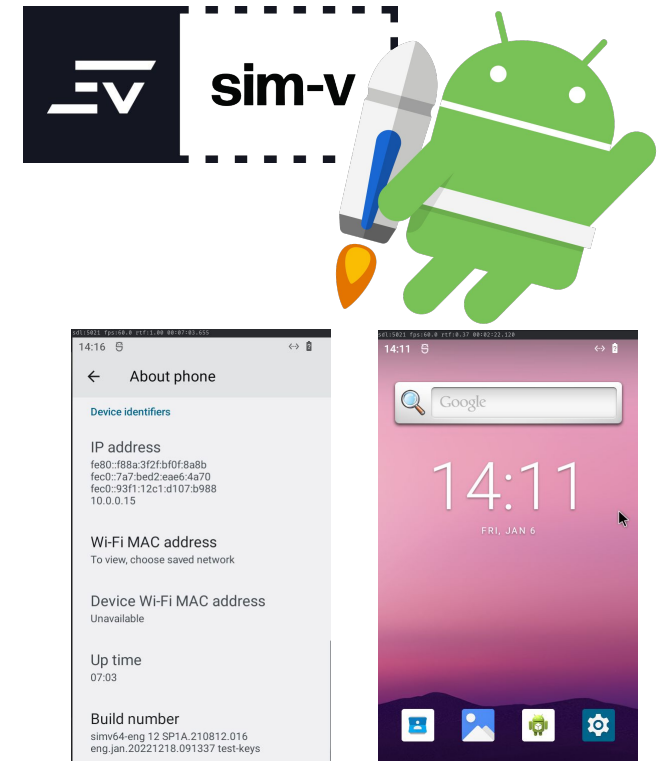 sim-v
sdl:5021 fps:60.0 rtf:1.00 00:07:03.655
14:16
About phone
Device identifiers
IP address
fe80::f88a:3f2f:bf0f:8a8b
fec0::7a7:bed2:eae6:4a70
fec0::93f1:12c1:d107:b988
10.0.0.15
Wi-Fi MAC address
To view, choose saved network
Device Wi-Fi MAC address
Unavailable
Up time
07:03
Build number
simv64-eng 12 SP1A.210812.016
eng.jan.20221218.091337 test-keys
sdl:5021 fps:60.0 rtf:0.37 00:02:22.120
14:11
Google
14:11
FRI, JAN 6